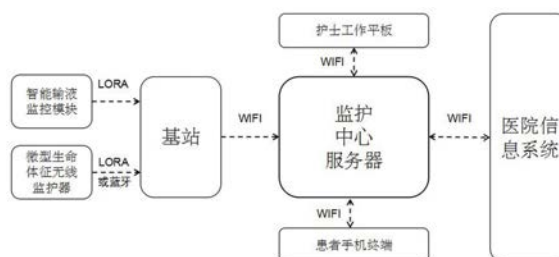 护士工作平板
WIFI
智能输液
监控模块
LORA
基站
WIFI
监护
中心
服务器
WIFI
医院信
息系统
微型生命
体征无线
监护器
LORA
或蓝牙
WIFI
患者手机终端